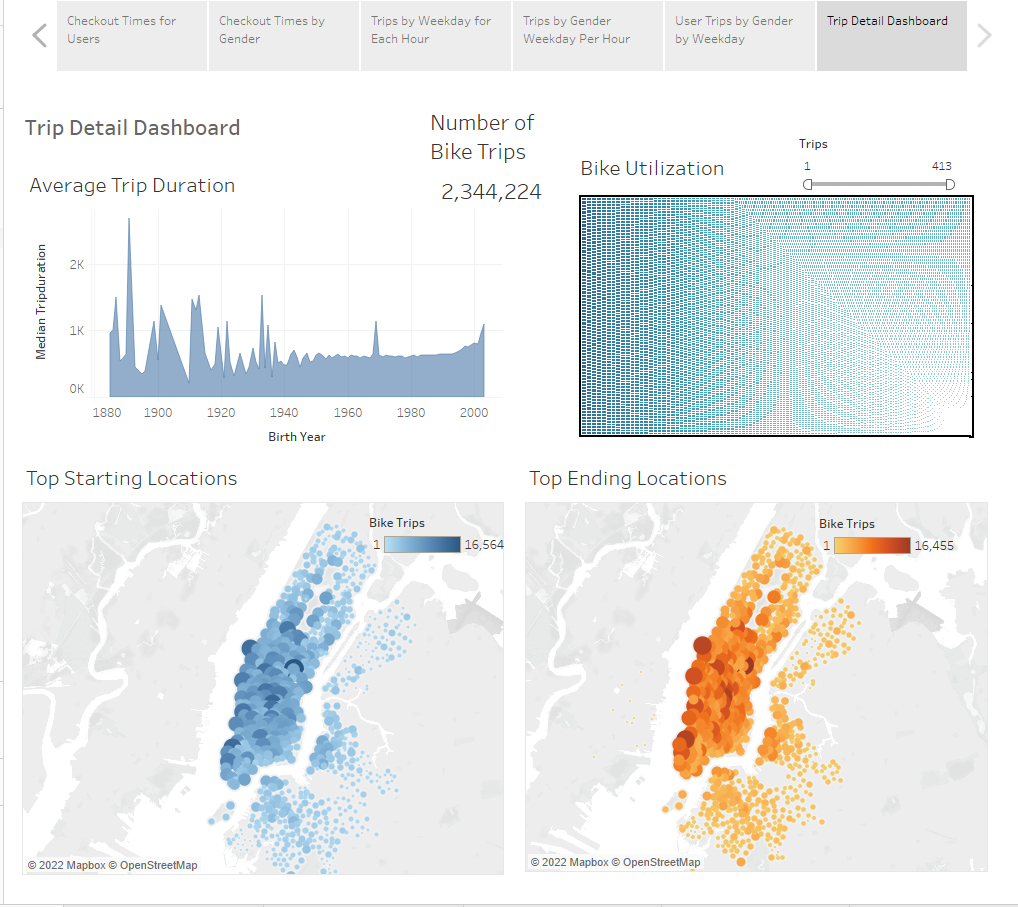 Checkout Times for
Users
Checkout Times by
Gender
Trips by Weekday for
Each Hour
Trips by Gender
Weekday Per Hour
User Trips by Gender
by Weekday
Trip Detail Dashboard
Trip Detail Dashboard
Number of
Bike Trips
2,344,224
Average Trip Duration
Median Tripduration
2K
1K
0K
1880 1900 1920 1940 1960 1980 2000
Birth Year
Bike Utilization
Trips
1 413
Top Starting Locations
Bike Trips
1 16,564
© 2022 Mapbox © OpenStreetMap
Top Ending Locations
Bike Trips
1 16,455
© 2022 Mapbox © OpenStreetMap